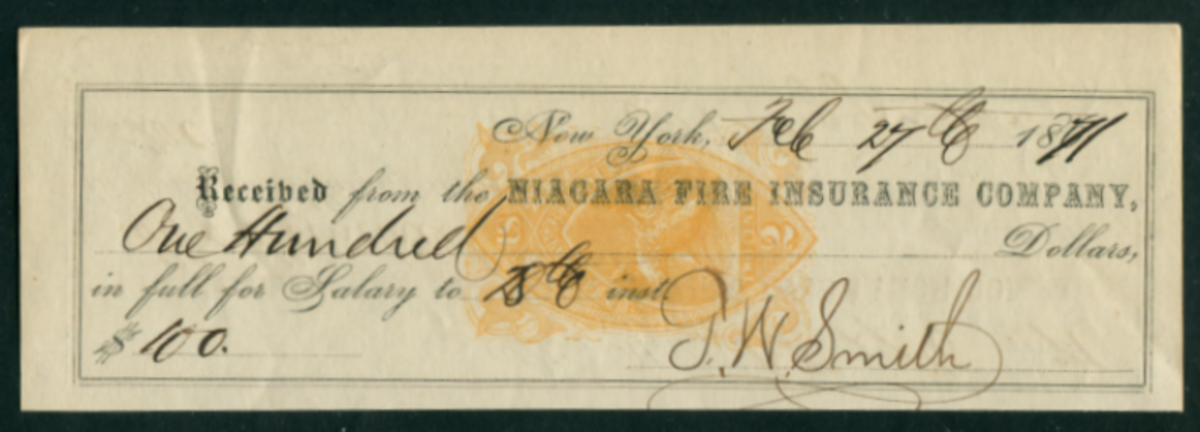 New York, Feb 27th 1871
Received from the NIAGARA FIRE INSURANCE COMPANY,
One Hundred Dollars,
in full for Salary to 28th inst
$ 100.
T. W. Smith